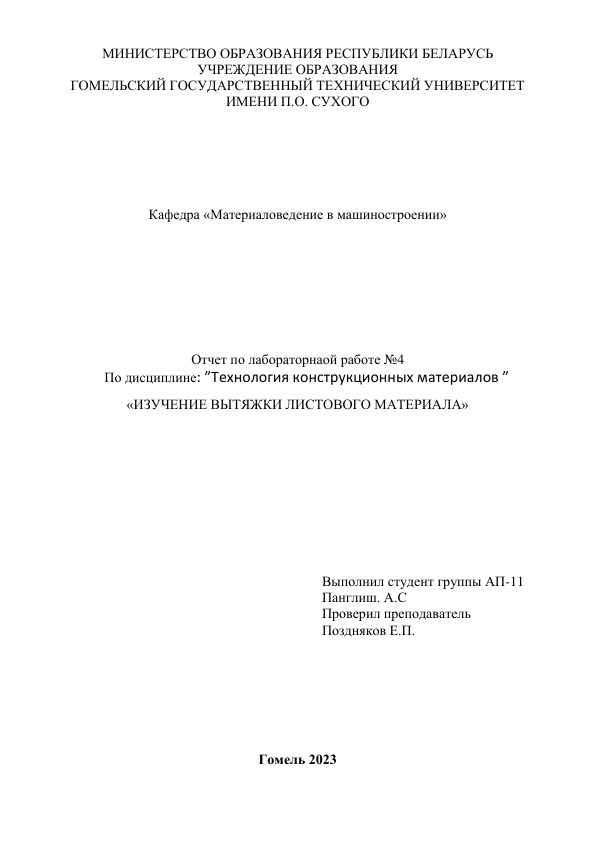 МИНИСТЕРСТВО ОБРАЗОВАНИЯ РЕСПУБЛИКИ БЕЛАРУСЬ
УЧРЕЖДЕНИЕ ОБРАЗОВАНИЯ
ГОМЕЛЬСКИЙ ГОСУДАРСТВЕННЫЙ ТЕХНИЧЕСКИЙ УНИВЕРСИТЕТ
ИМЕНИ П.О. СУХОГО
Кафедра «Материаловедение в машиностроении»
Отчет по лабораторнаой работе №4
По дисциплине: ”Технология конструкционных материалов ”
«ИЗУЧЕНИЕ ВЫТЯЖКИ ЛИСТОВОГО МАТЕРИАЛА»
Выполнил студент группы АП-11
Панглиш. А.С
Проверил преподаватель
Поздняков Е.П.
Гомель 2023